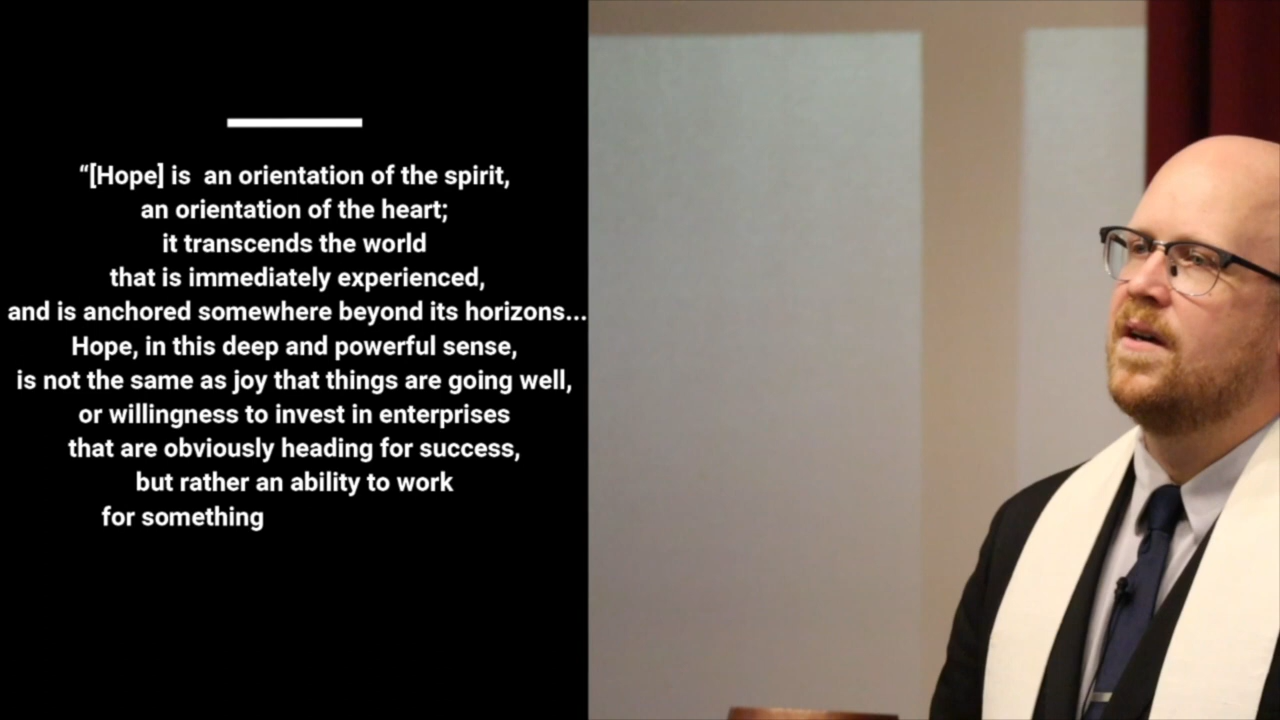 “[Hope] is  an orientation of the spirit,
an orientation of the heart;
it transcends the world
that is immediately experienced,
and is anchored somewhere beyond its horizons...
Hope, in this deep and powerful sense,
is not the same as joy that things are going well,
or willingness to invest in enterprises
that are obviously heading for success,
but rather an ability to work
for something